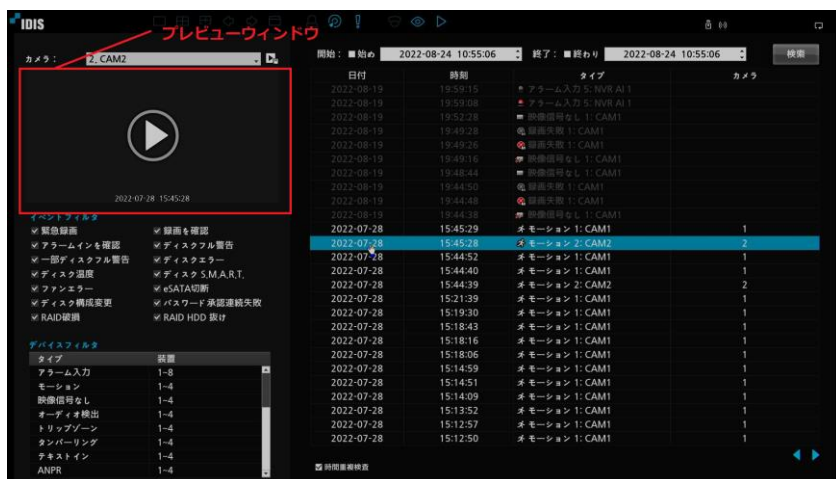 IDIS
プレビューウィンドウ
カメラ： 2. CAM2
開始： ■始め 2022-08-24 10:55:06 終了： ■終わり 2022-08-24 10:55:06 検索
2022-07-28 15:45:28
イベントフィルタ
緊急録画 録画を確認
アラームインを確認 ディスクフル警告
一部ディスクフル警告 ディスクエラー
ディスク温度 ディスク S.M.A.R.T.
ファンエラー eSATA切断
ディスク構成変更 パスワード承認連続失敗
RAID破損 RAID HDD 抜け
デバイスフィルタ
タイプ 装置
アラーム入力 1~8
モーション 1~4
映像信号なし 1~4
オーディオ検出 1~4
トリップゾーン 1~4
タンパーリング 1~4
テキストイン 1~4
ANPR 1~4
日付 時刻 タイプ カメラ
2022-08-19 19:59:15 アラーム入力 5: NVR AI 1
2022-08-19 19:59:08 アラーム入力 5: NVR AI 1
2022-08-19 19:52:28 映像信号なし 1: CAM1
2022-08-19 19:49:28 録画失敗 1: CAM1
2022-08-19 19:49:26 録画失敗 1: CAM1
2022-08-19 19:49:16 映像信号なし 1: CAM1
2022-08-19 19:48:44 映像信号なし 1: CAM1
2022-08-19 19:44:50 録画失敗 1: CAM1
2022-08-19 19:44:48 録画失敗 1: CAM1
2022-08-19 19:44:38 映像信号なし 1: CAM1
2022-07-28 15:45:29 モーション 1: CAM1 1
2022-07-28 15:45:28 モーション 2: CAM2 2
2022-07-28 15:44:52 モーション 1: CAM1 1
2022-07-28 15:44:40 モーション 1: CAM1 1
2022-07-28 15:44:39 モーション 2: CAM2 2
2022-07-28 15:21:39 モーション 1: CAM1 1
2022-07-28 15:19:30 モーション 1: CAM1 1
2022-07-28 15:18:43 モーション 1: CAM1 1
2022-07-28 15:18:16 モーション 1: CAM1 1
2022-07-28 15:18:06 モーション 1: CAM1 1
2022-07-28 15:14:59 モーション 1: CAM1 1
2022-07-28 15:14:51 モーション 1: CAM1 1
2022-07-28 15:14:09 モーション 1: CAM1 1
2022-07-28 15:13:52 モーション 1: CAM1 1
2022-07-28 15:12:57 モーション 1: CAM1 1
2022-07-28 15:12:50 モーション 1: CAM1 1
時間重複検査